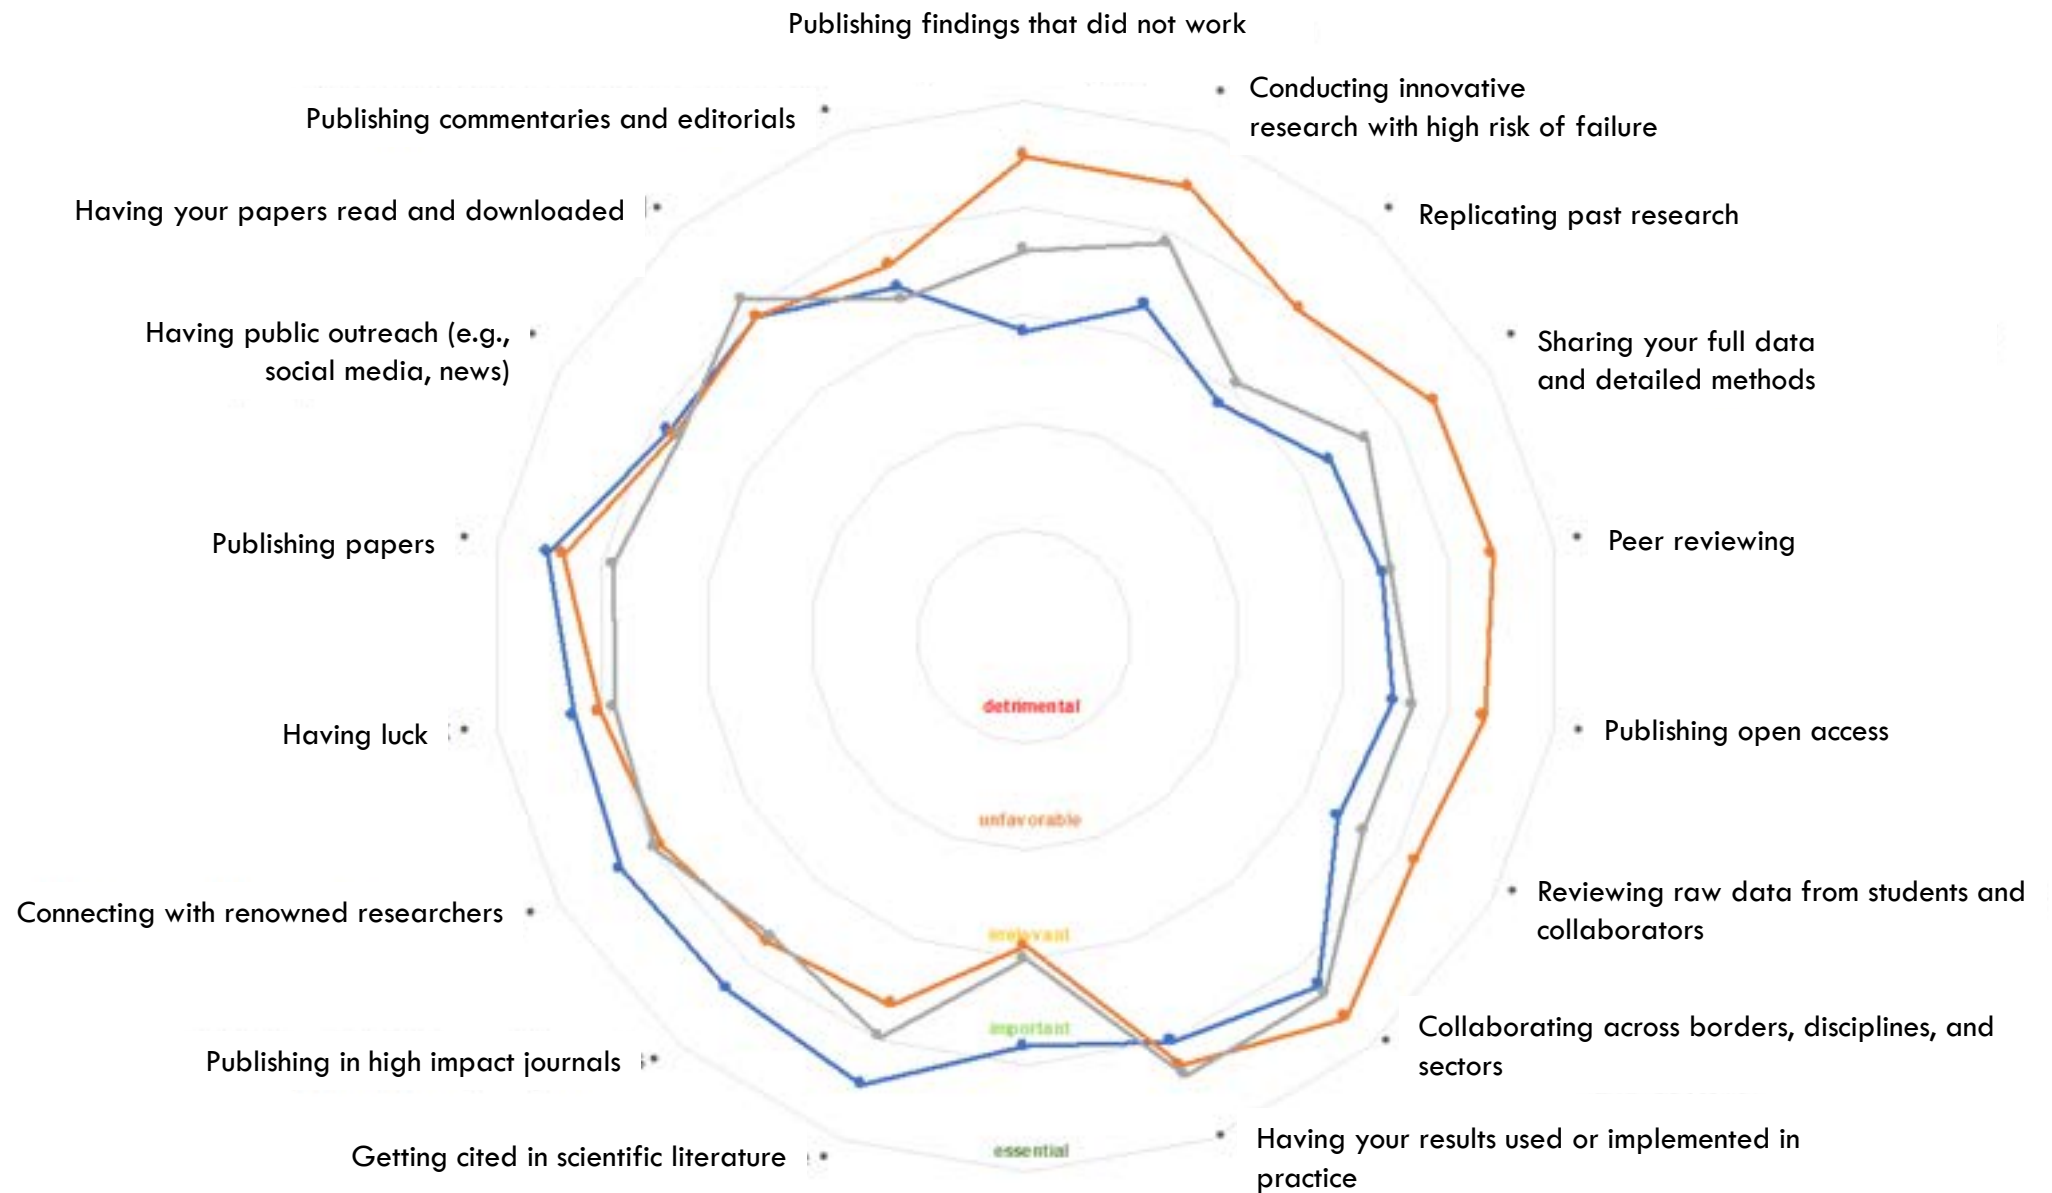 Publishing findings that did not work
Conducting innovative
research with high risk of failure
Publishing commentaries and editorials
Having your papers read and downloaded
Replicating past research
Having public outreach (e.g.,
social media, news)
Sharing your full data
and detailed methods
Publishing papers
Peer reviewing
detrimental
Having luck
Publishing open access
unfavorable
Connecting with renowned researchers
Reviewing raw data from students and
collaborators
irrelevant
important
Publishing in high impact journals
Collaborating across borders, disciplines, and
sectors
essential
Getting cited in scientific literature
Having your results used or implemented in
practice